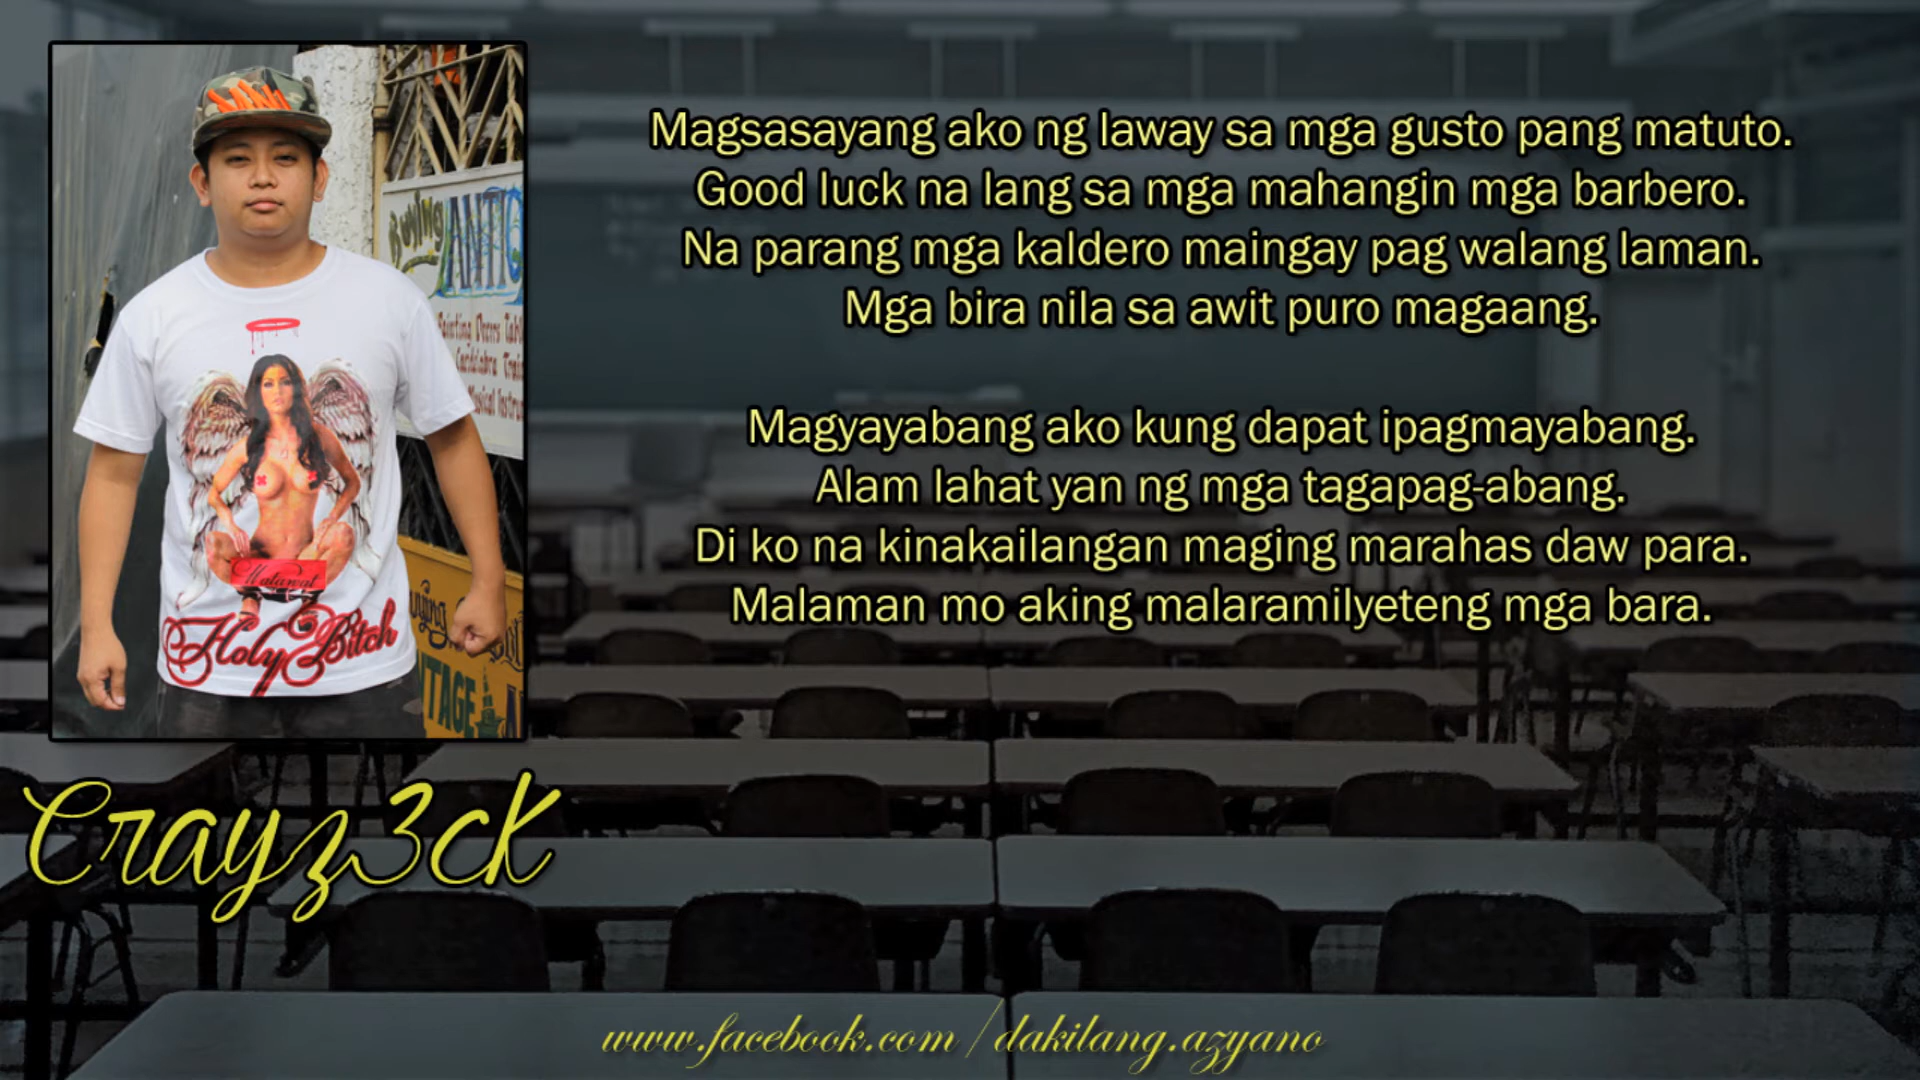 Magsasayang ako ng laway sa mga gusto pang matuto.
Good luck na lang sa mga mahangin mga barbero.
Na parang mga kaldero maingay pag walang laman.
Mga bira nila sa awit puro magaang.
Magyayabang ako kung dapat ipagmayabang.
Alam lahat yan ng mga tagapag-abang.
Di ko na kinakailangan maging marahas daw para.
Malaman mo aking malaramilyeteng mga bara.
Crayz3ck
www.facebook.com/dakilang.azyano
Buying
Matawat
Holy Bitch